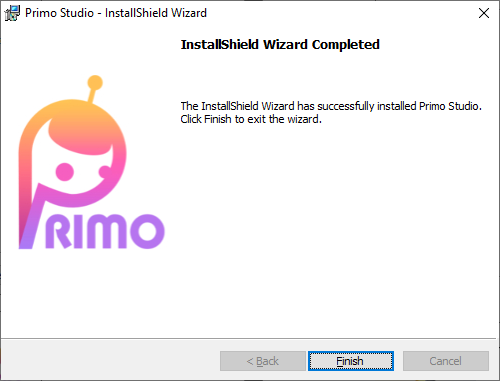 Primo Studio - InstallShield Wizard
InstallShield Wizard Completed
The InstallShield Wizard has successfully installed Primo Studio.
Click Finish to exit the wizard.
PRIMO
< Back
Finish
Cancel